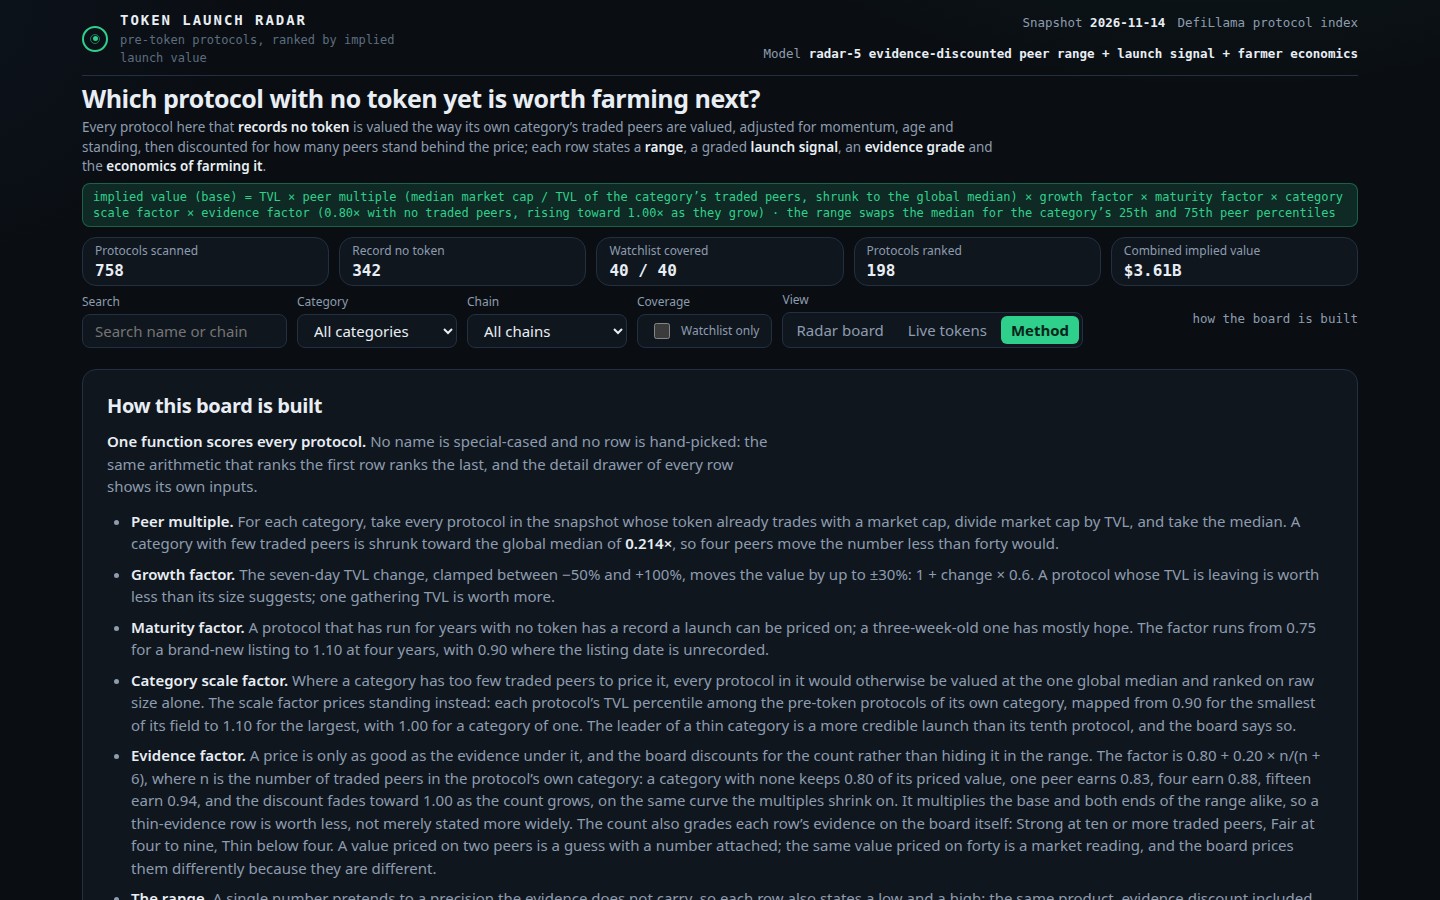 TOKEN LAUNCH RADAR
pre-token protocols, ranked by implied
launch value
Snapshot 2026-11-14 DefiLlama protocol index
Model radar-5 evidence-discounted peer range + launch signal + farmer economics
Which protocol with no token yet is worth farming next?
Every protocol here that records no token is valued the way its own category's traded peers are valued, adjusted for momentum, age and
standing, then discounted for how many peers stand behind the price; each row states a range, a graded launch signal, an evidence grade and
the economics of farming it.
implied value (base) = TVL × peer multiple (median market cap / TVL of the category's traded peers, shrunk to the global median) × growth factor × maturity factor × category
scale factor × evidence factor (0.80× with no traded peers, rising toward 1.00× as they grow) · the range swaps the median for the category's 25th and 75th peer percentiles
Protocols scanned
758
Record no token
342
Watchlist covered
40 / 40
Protocols ranked
198
Combined implied value
$3.61B
Search
Search name or chain
Category
All categories
Chain
All chains
Coverage
Watchlist only
View
Radar board Live tokens Method
how the board is built
How this board is built
One function scores every protocol. No name is special-cased and no row is hand-picked: the
same arithmetic that ranks the first row ranks the last, and the detail drawer of every row
shows its own inputs.
• Peer multiple. For each category, take every protocol in the snapshot whose token already trades with a market cap, divide market cap by TVL, and take the median. A
category with few traded peers is shrunk toward the global median of 0.214×, so four peers move the number less than forty would.
• Growth factor. The seven-day TVL change, clamped between −50% and +100%, moves the value by up to ±30%: 1 + change × 0.6. A protocol whose TVL is leaving is worth
less than its size suggests; one gathering TVL is worth more.
• Maturity factor. A protocol that has run for years with no token has a record a launch can be priced on; a three-week-old one has mostly hope. The factor runs from 0.75
for a brand-new listing to 1.10 at four years, with 0.90 where the listing date is unrecorded.
• Category scale factor. Where a category has too few traded peers to price it, every protocol in it would otherwise be valued at the one global median and ranked on raw
size alone. The scale factor prices standing instead: each protocol's TVL percentile among the pre-token protocols of its own category, mapped from 0.90 for the smallest
of its field to 1.10 for the largest, with 1.00 for a category of one. The leader of a thin category is a more credible launch than its tenth protocol, and the board says so.
• Evidence factor. A price is only as good as the evidence under it, and the board discounts for the count rather than hiding it in the range. The factor is 0.80 + 0.20 × n/(n +
6), where n is the number of traded peers in the protocol's own category: a category with none keeps 0.80 of its priced value, one peer earns 0.83, four earn 0.88, fifteen
earn 0.94, and the discount fades toward 1.00 as the count grows, on the same curve the multiples shrink on. It multiplies the base and both ends of the range alike, so a
thin-evidence row is worth less, not merely stated more widely. The count also grades each row's evidence on the board itself: Strong at ten or more traded peers, Fair at
four to nine, Thin below four. A value priced on two peers is a guess with a number attached; the same value priced on forty is a market reading, and the board prices
them differently because they are different.
• The range. A single number pretends to a precision the evidence does not carry, so each row also states a low and a high: the same product, evidence discount included,